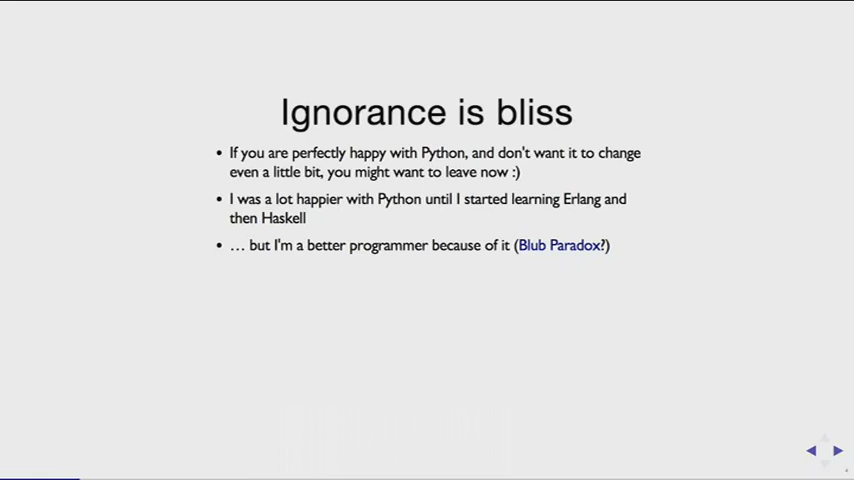 Ignorance is bliss
• If you are perfectly happy with Python, and don't want it to change
even a little bit, you might want to leave now :)
• I was a lot happier with Python until I started learning Erlang and
then Haskell
• … but I'm a better programmer because of it (Blub Paradox?)